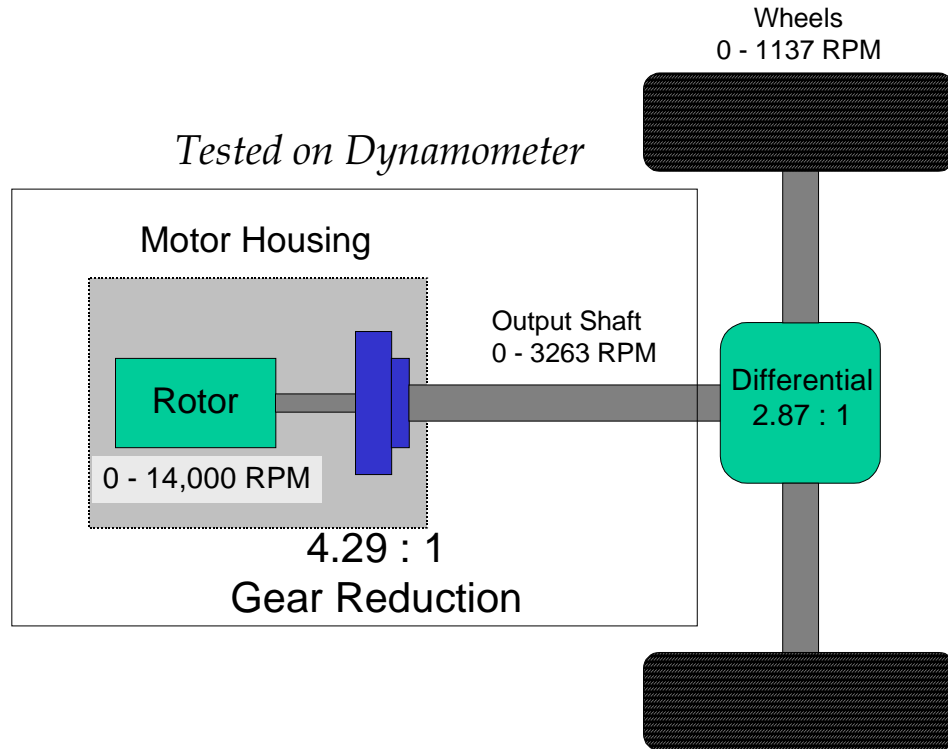 Wheels
0 - 1137 RPM
Tested on Dynamometer
Motor Housing
Output Shaft
0 - 3263 RPM
Rotor
Differential
2.87 : 1
0 - 14,000 RPM
4.29 : 1
Gear Reduction